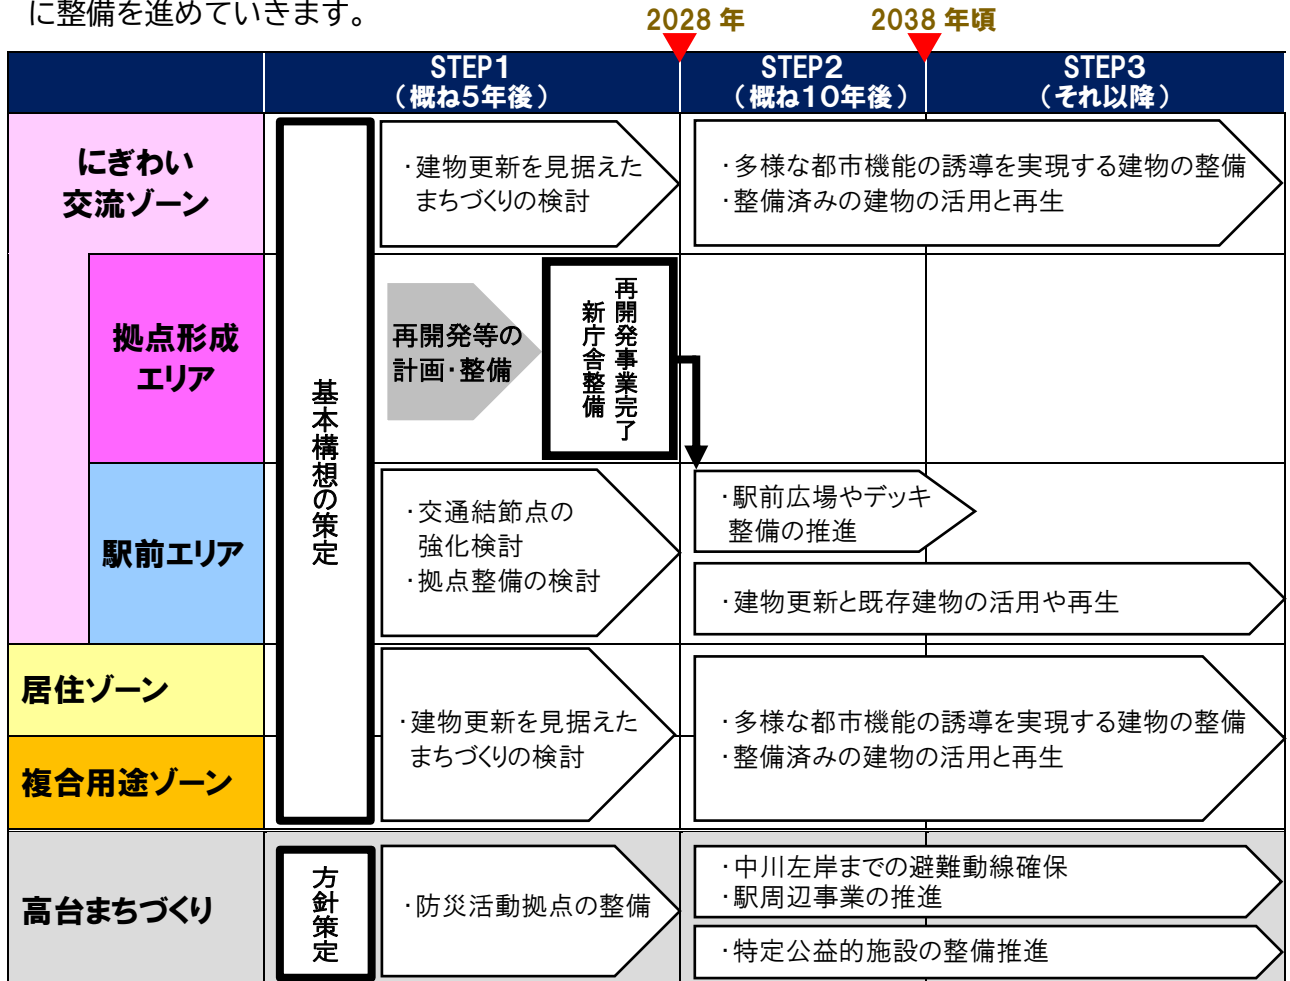 に整備を進めていきます。
2028 年
2038 年頃
STEP1
（概ね5年後）
STEP2
（概ね10年後）
STEP3
（それ以降）
にぎわい
交流ゾーン
基本構想の策定
・建物更新を見据えた
まちづくりの検討
・多様な都市機能の誘導を実現する建物の整備
・整備済みの建物の活用と再生
拠点形成
エリア
再開発等の
計画・整備
再開発事業完了
新庁舎整備
駅前エリア
・交通結節点の
強化検討
・拠点整備の検討
・駅前広場やデッキ
整備の推進
・建物更新と既存建物の活用や再生
居住ゾーン
複合用途ゾーン
・建物更新を見据えた
まちづくりの検討
・多様な都市機能の誘導を実現する建物の整備
・整備済みの建物の活用と再生
高台まちづくり
方針策定
・防災活動拠点の整備
・中川左岸までの避難動線確保
・駅周辺事業の推進
・特定公益的施設の整備推進